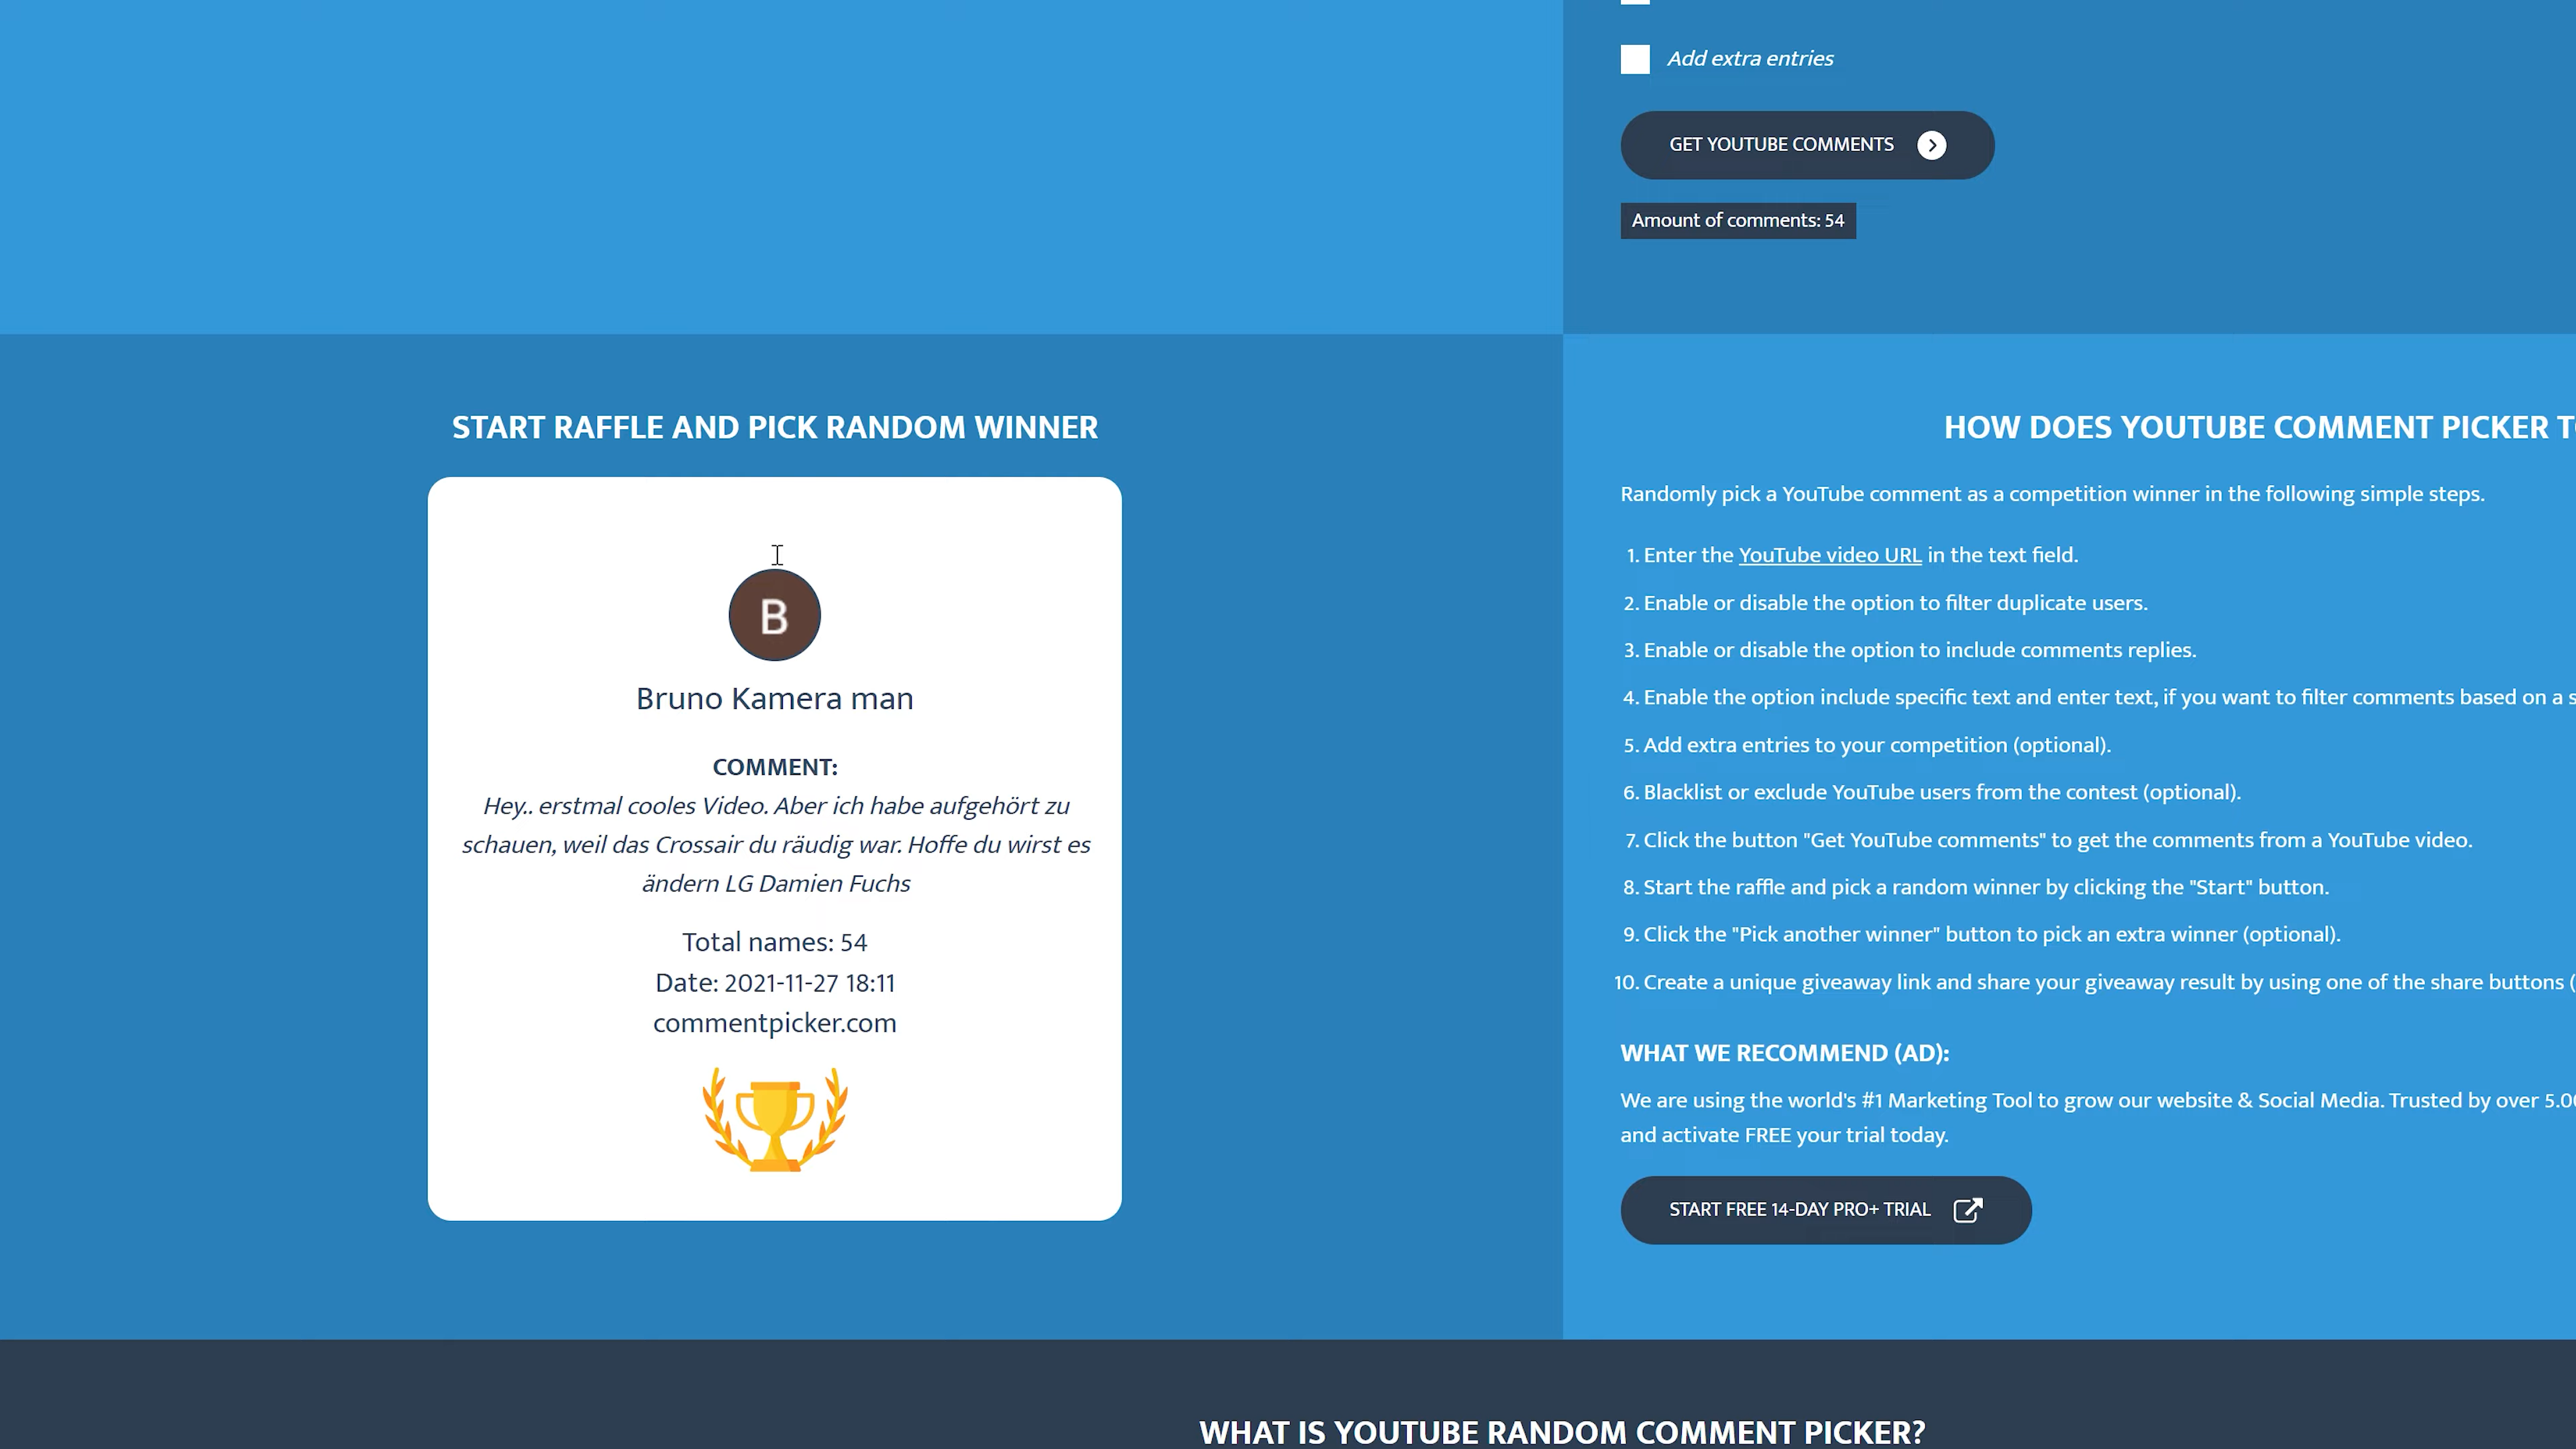 Add extra entries
GET YOUTUBE COMMENTS
Amount of comments: 54
START RAFFLE AND PICK RANDOM WINNER
B
Bruno Kamera man
COMMENT:
Hey.. erstmal cooles Video. Aber ich habe aufgehört zu
schauen, weil das Crossair du räudig war. Hoffe du wirst es
ändern LG Damien Fuchs
Total names: 54
Date: 2021-11-27 18:11
commentpicker.com
HOW DOES YOUTUBE COMMENT PICKER
Randomly pick a YouTube comment as a competition winner in the following simple steps.
1. Enter the YouTube video URL in the text field.
2. Enable or disable the option to filter duplicate users.
3. Enable or disable the option to include comments replies.
4. Enable the option include specific text and enter text, if you want to filter comments based on a
5. Add extra entries to your competition (optional).
6. Blacklist or exclude YouTube users from the contest (optional).
7. Click the button "Get YouTube comments" to get the comments from a YouTube video.
8. Start the raffle and pick a random winner by clicking the "Start" button.
9. Click the "Pick another winner" button to pick an extra winner (optional).
10. Create a unique giveaway link and share your giveaway result by using one of the share buttons (
WHAT WE RECOMMEND (AD):
We are using the world's #1 Marketing Tool to grow our website & Social Media. Trusted by over
and activate FREE your trial today.
START FREE 14-DAY PRO+ TRIAL
WHAT IS YOUTUBE RANDOM COMMENT PICKER?